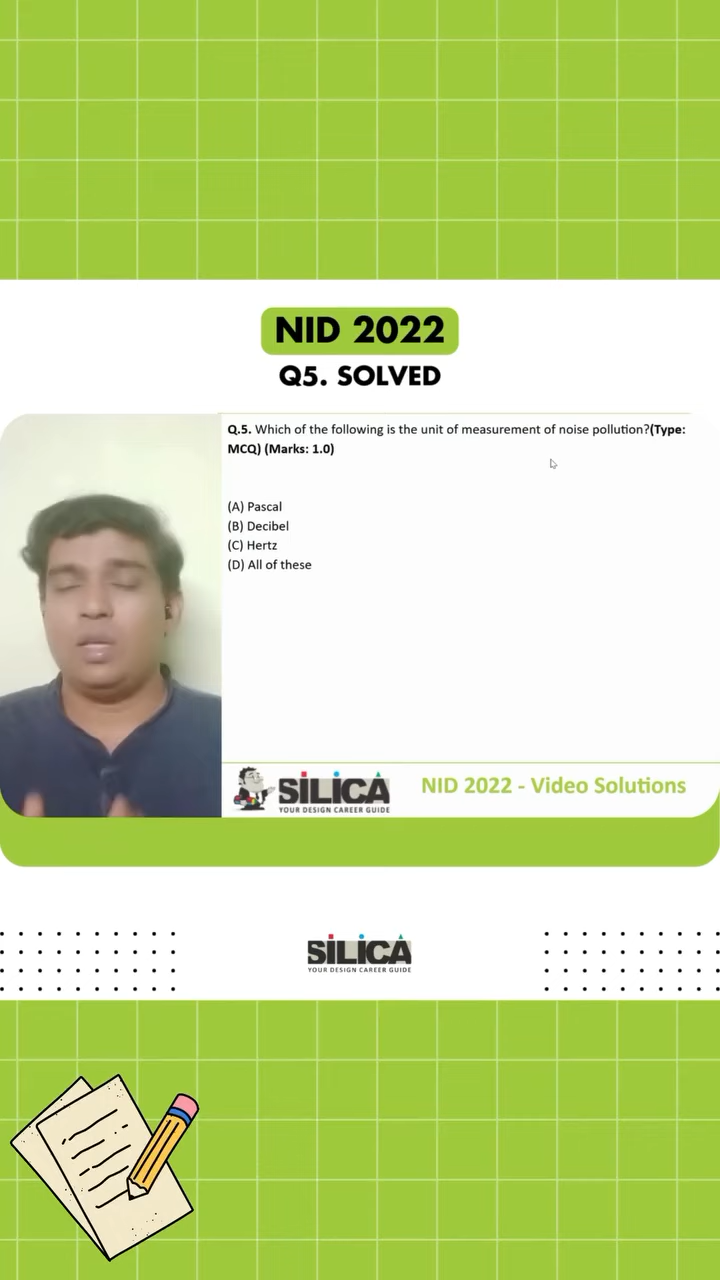 NID 2022
Q5. SOLVED
Q.5. Which of the following is the unit of measurement of noise pollution?(Type:
MCQ) (Marks: 1.0)
(A) Pascal
(B) Decibel
(C) Hertz
(D) All of these
SILICA
YOUR DESIGN CAREER GUIDE
NID 2022 - Video Solutions
SILICA
YOUR DESIGN CAREER GUIDE